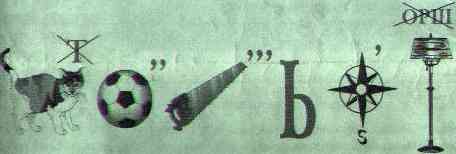 Т ОРШ
,, ,,, Ь ,
S